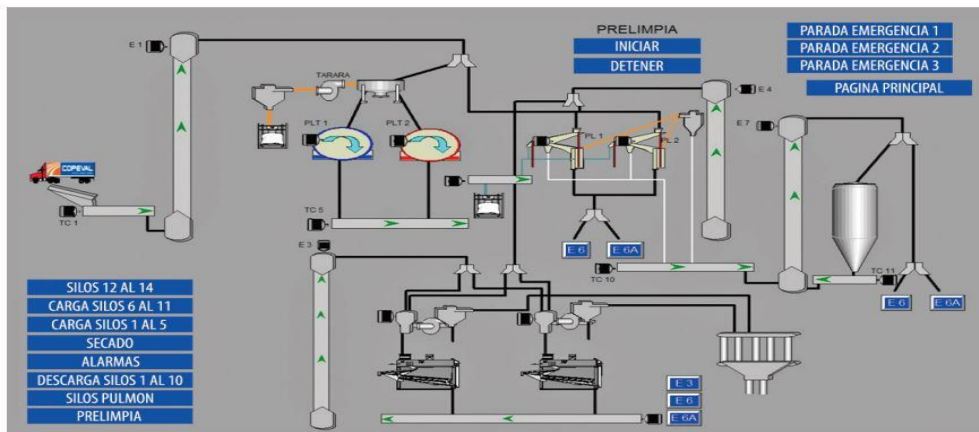 PRELIMPIA
INICIAR
DETENER
PARADA EMERGENCIA 1
PARADA EMERGENCIA 2
PARADA EMERGENCIA 3
PAGINA PRINCIPAL
E 1
TARARA
PLT 1
PLT 2
PL 1
PL 2
E 4
E 7
COPEVAL
TC 1
TC 5
E 3
E 6
E 6A
TC 10
TC 11
E 6
E 6A
SILOS 12 AL 14
CARGA SILOS 6 AL 11
CARGA SILOS 1 AL 5
SECADO
ALARMAS
DESCARGA SILOS 1 AL 10
SILOS PULMON
PRELIMPIA
E 3
E 6
E 6A